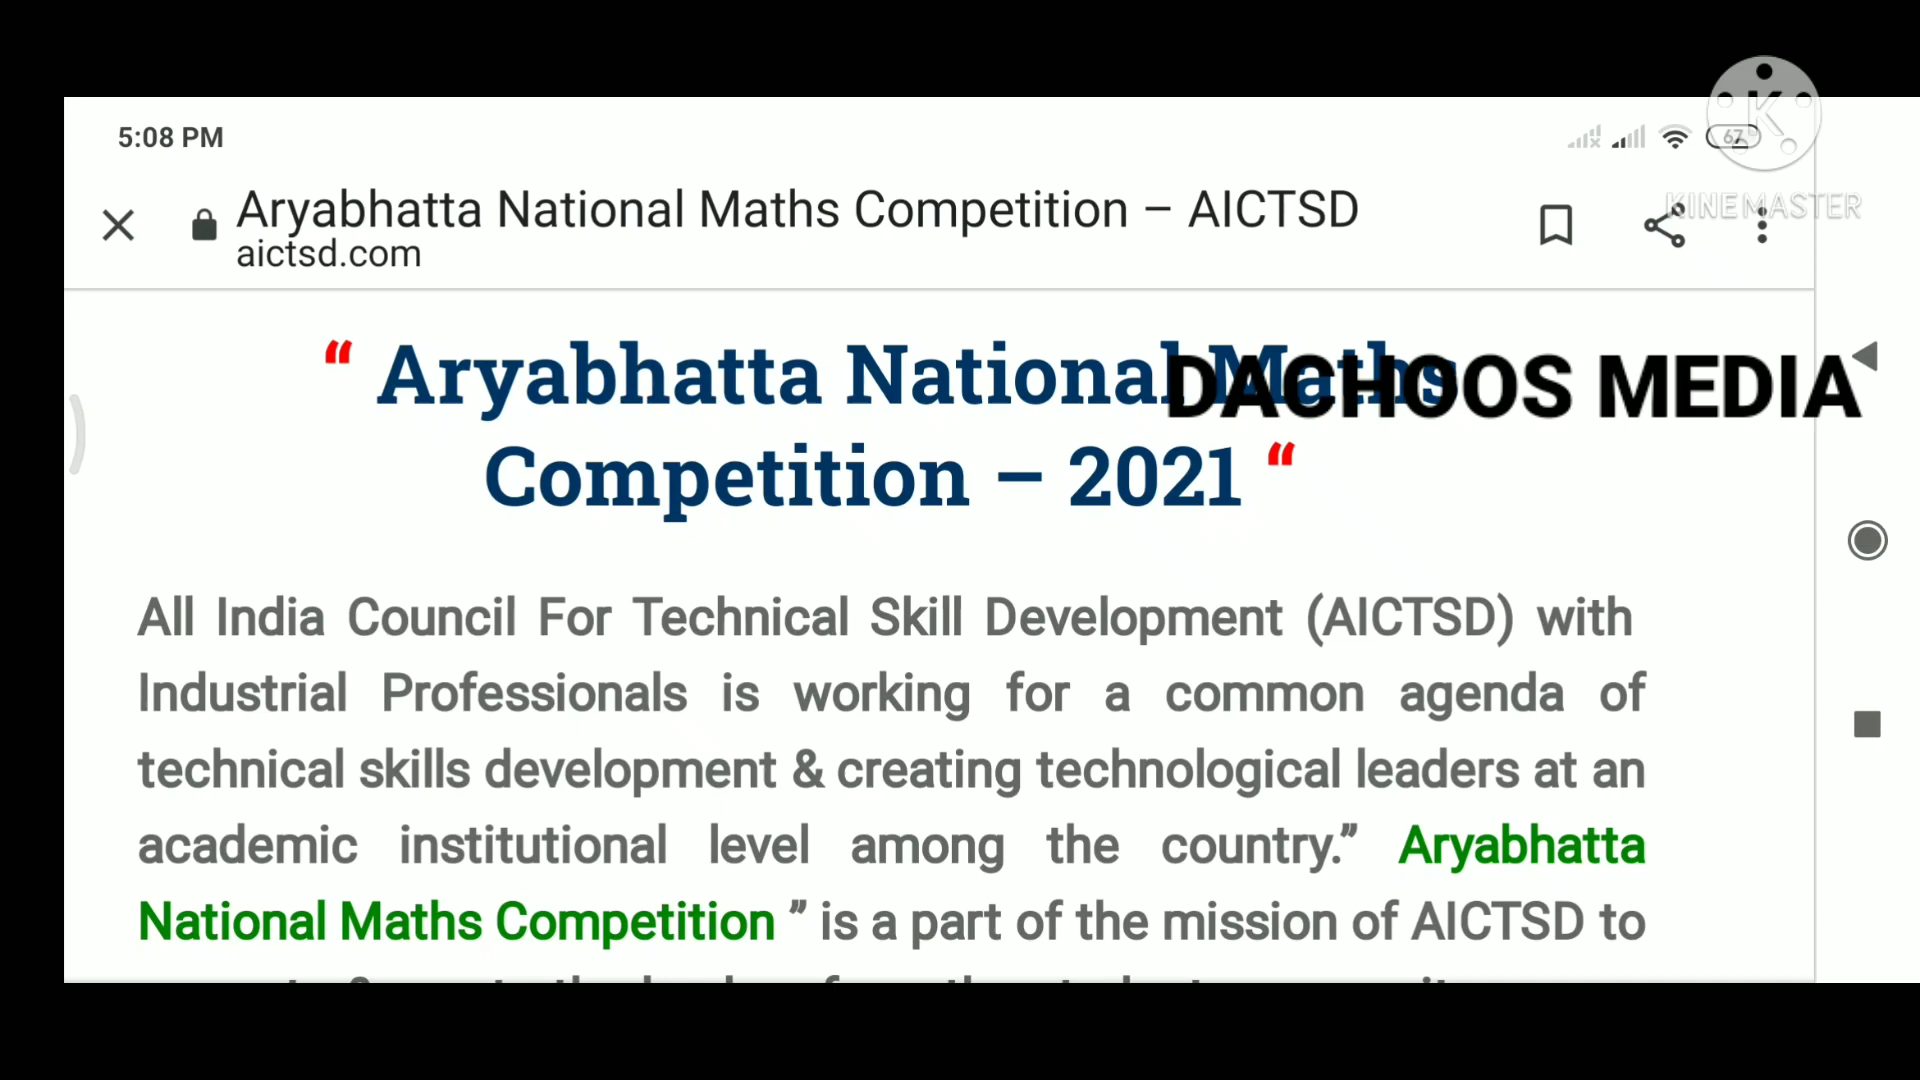 5:08 PM
67
K
KINEMASTER
Aryabhatta National Maths Competition – AICTSD
aictsd.com
“ Aryabhatta National Maths
DACHOOS MEDIA
Competition – 2021 “
All India Council For Technical Skill Development (AICTSD) with
Industrial Professionals is working for a common agenda of
technical skills development & creating technological leaders at an
academic institutional level among the country.” Aryabhatta
National Maths Competition ” is a part of the mission of AICTSD to